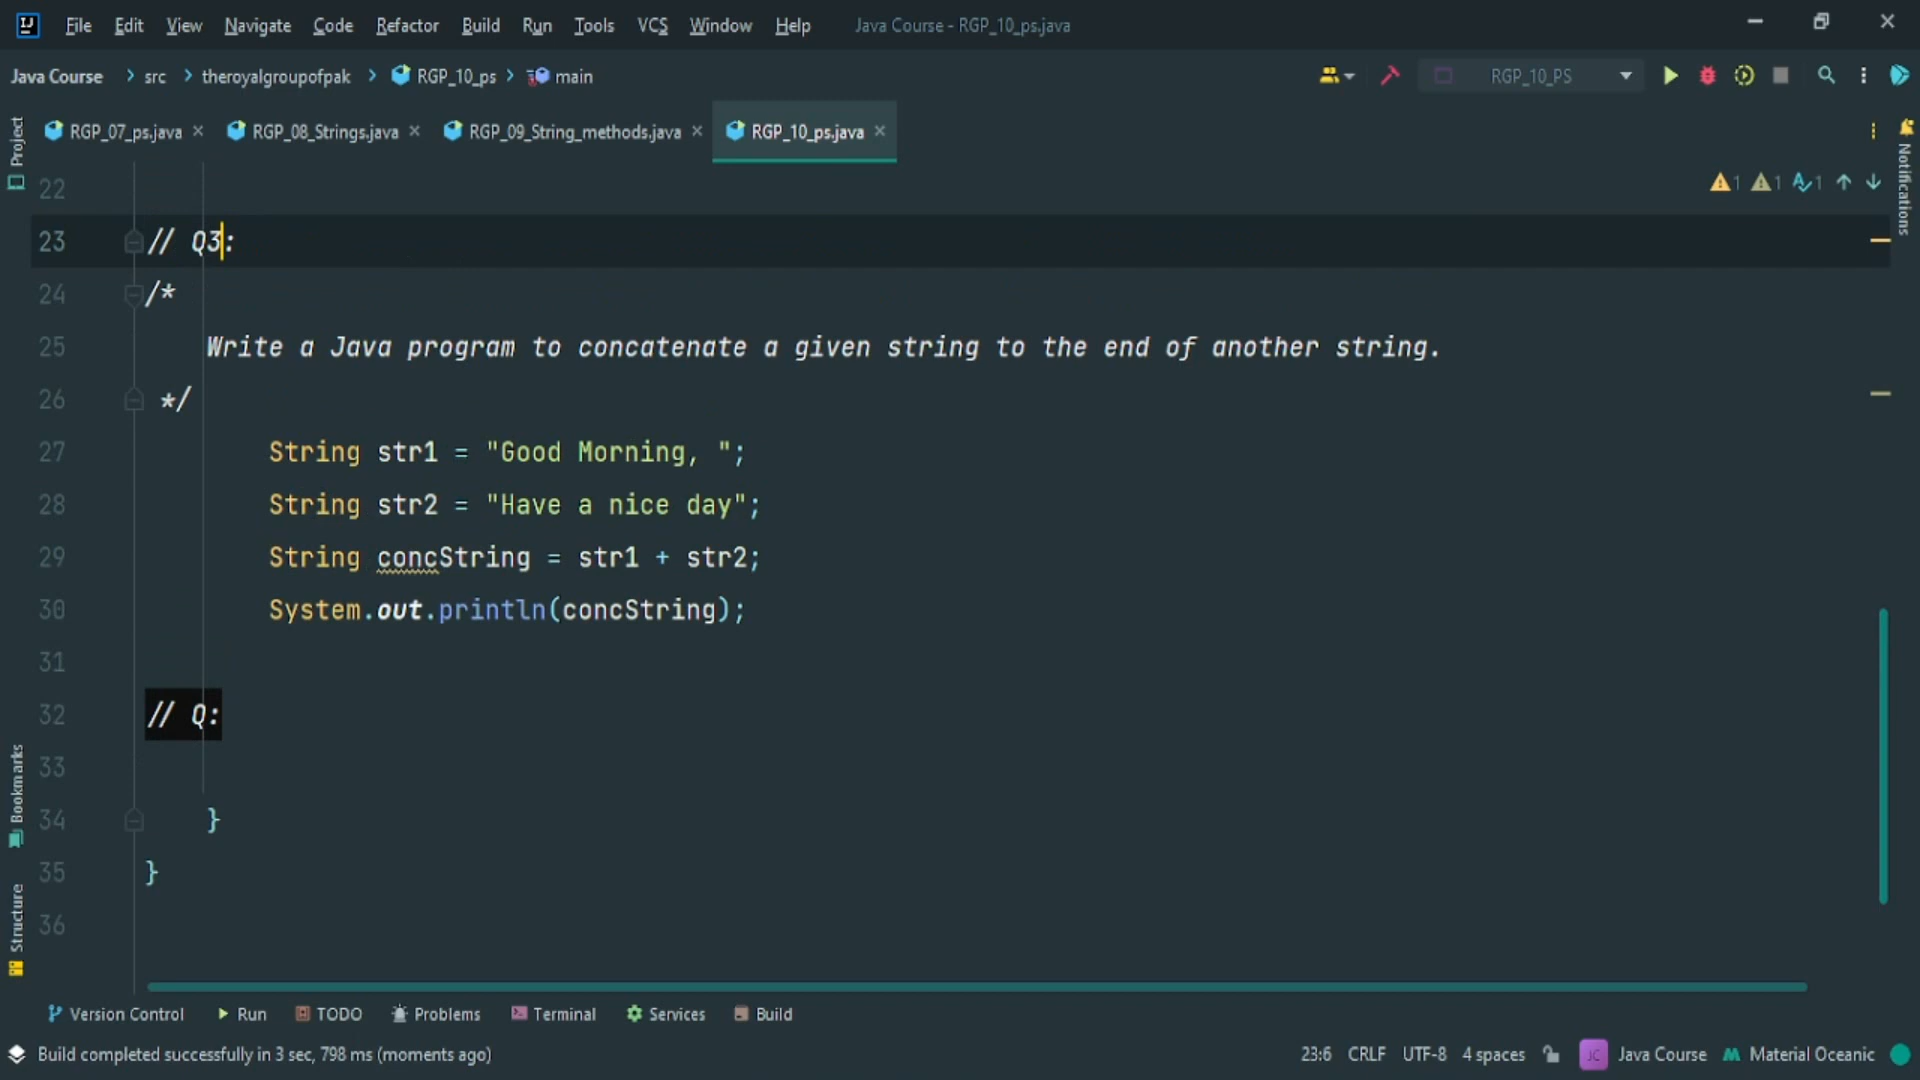 File Edit View Navigate Code Refactor Build Run Tools VCS Window Help Java Course - RGP_10_ps.java
Java Course src theroyalgroupofpak RGP_10_ps main RGP_10_PS
RGP_07_ps.java RGP_08_Strings.java RGP_09_String_methods.java RGP_10_ps.java
Project
Notifications
22 1 1 1
23 // Q3:
24 /*
25 Write a Java program to concatenate a given string to the end of another string.
26 */
27 String str1 = "Good Morning, ";
28 String str2 = "Have a nice day";
29 String concString = str1 + str2;
30 System.out.println(concString);
31
32 // Q:
33
34 }
35 }
36
Bookmarks
Structure
Version Control Run TODO Problems Terminal Services Build
Build completed successfully in 3 sec, 798 ms (moments ago) 23:6 CRLF UTF-8 4 spaces JC Java Course Material Oceanic